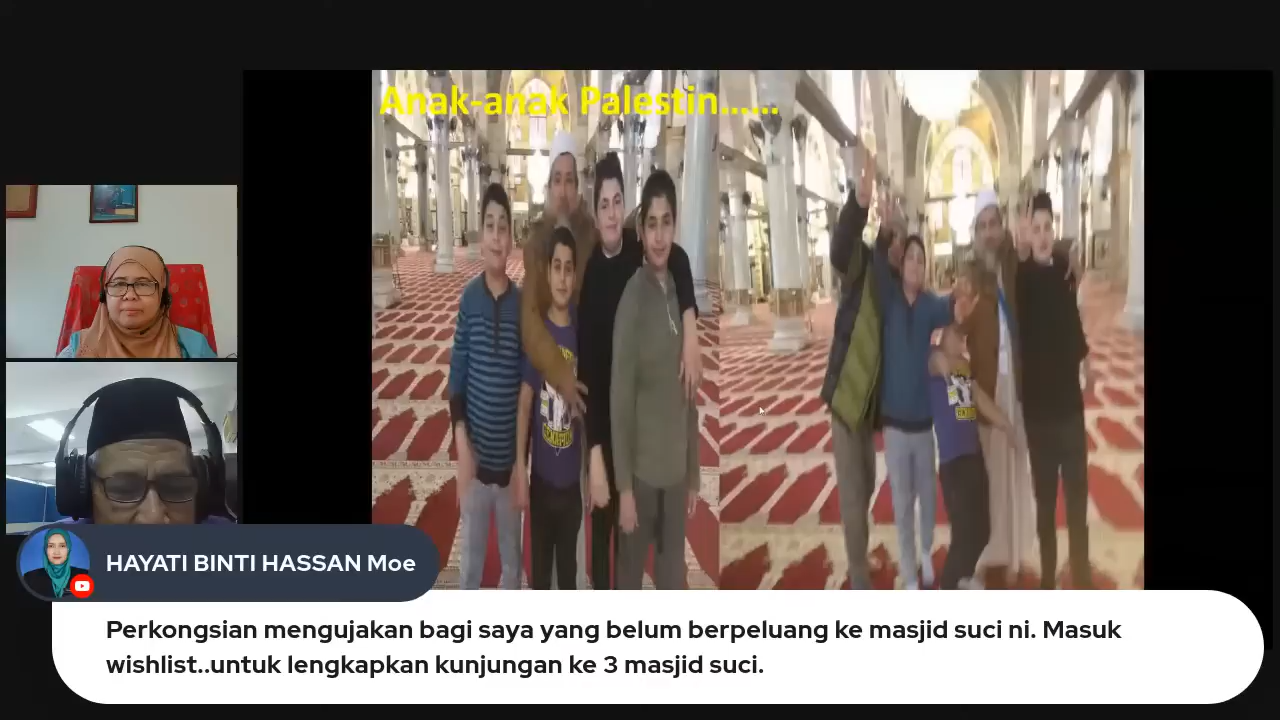 Anak-anak Palestin......
HAYATI BINTI HASSAN Moe
Perkongsian mengujakan bagi saya yang belum berpeluang ke masjid suci ni. Masuk
wishlist..untuk lengkapkan kunjungan ke 3 masjid suci.